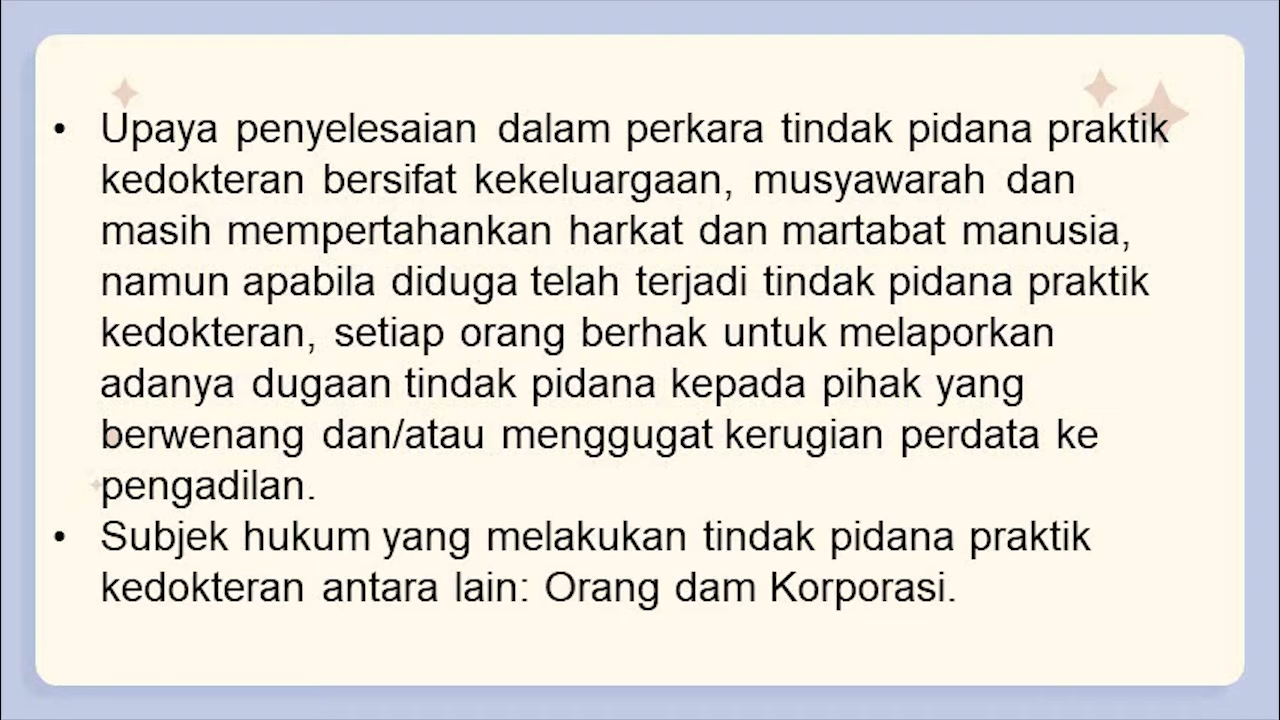 • Upaya penyelesaian dalam perkara tindak pidana praktik
kedokteran bersifat kekeluargaan, musyawarah dan
masih mempertahankan harkat dan martabat manusia,
namun apabila diduga telah terjadi tindak pidana praktik
kedokteran, setiap orang berhak untuk melaporkan
adanya dugaan tindak pidana kepada pihak yang
berwenang dan/atau menggugat kerugian perdata ke
pengadilan.
• Subjek hukum yang melakukan tindak pidana praktik
kedokteran antara lain: Orang dam Korporasi.